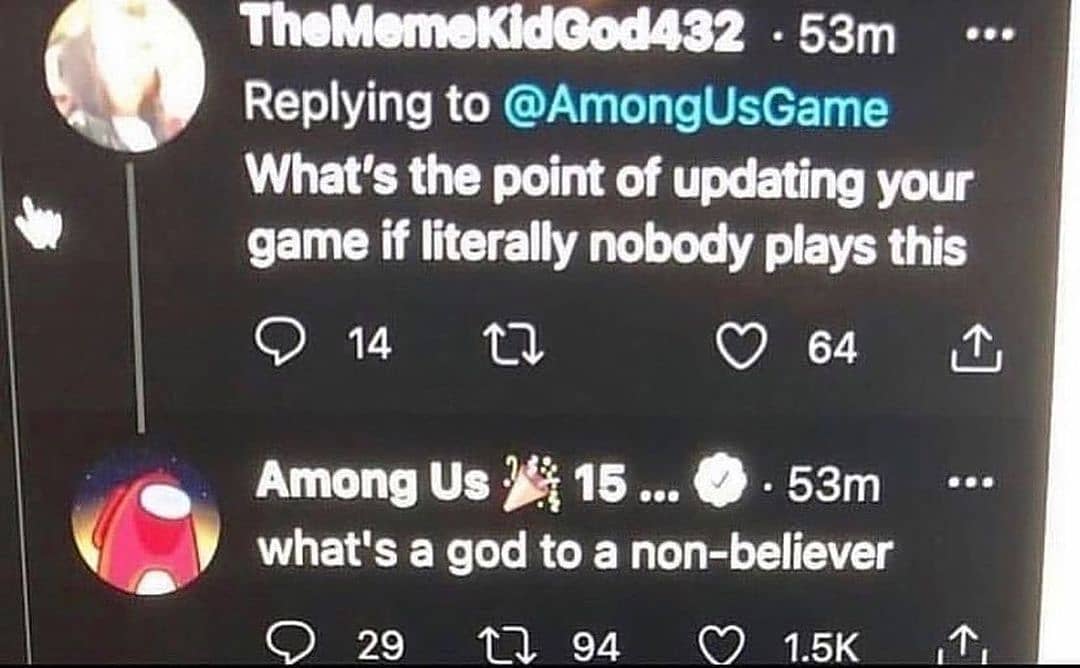 TheMemeKidGod432 · 53m
Replying to @AmongUsGame
What's the point of updating your
game if literally nobody plays this
14 64
Among Us 🎉 15 ... · 53m
what's a god to a non-believer
29 94 1.5K